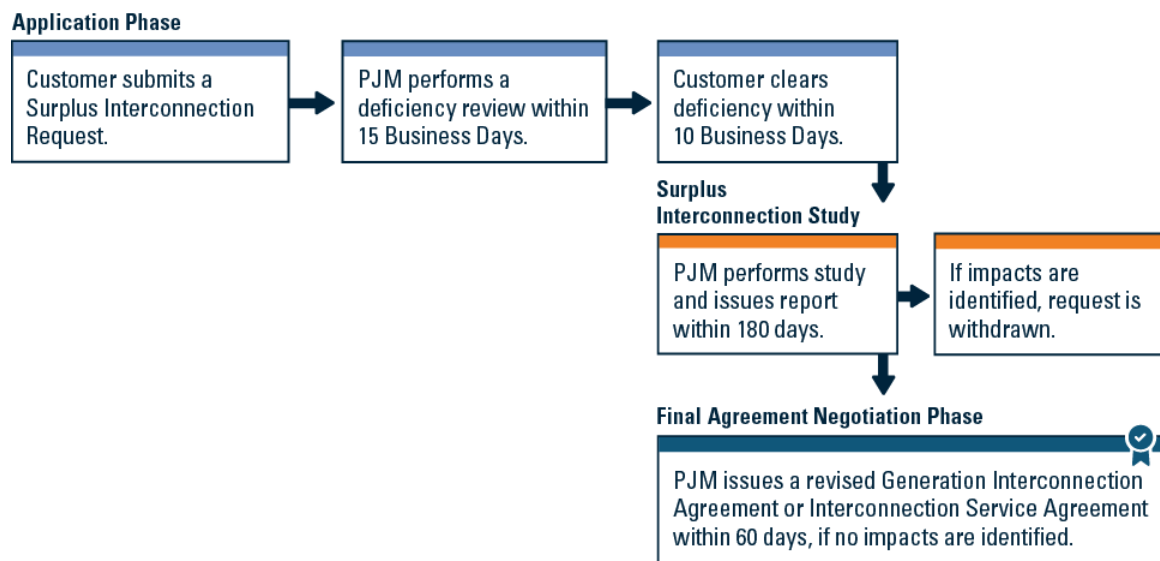 Application Phase
Customer submits a
Surplus Interconnection
Request.
PJM performs a
deficiency review within
15 Business Days.
Customer clears
deficiency within
10 Business Days.
Surplus
Interconnection Study
PJM performs study
and issues report
within 180 days.
If impacts are
identified, request is
withdrawn.
Final Agreement Negotiation Phase
PJM issues a revised Generation Interconnection
Agreement or Interconnection Service Agreement
within 60 days, if no impacts are identified.